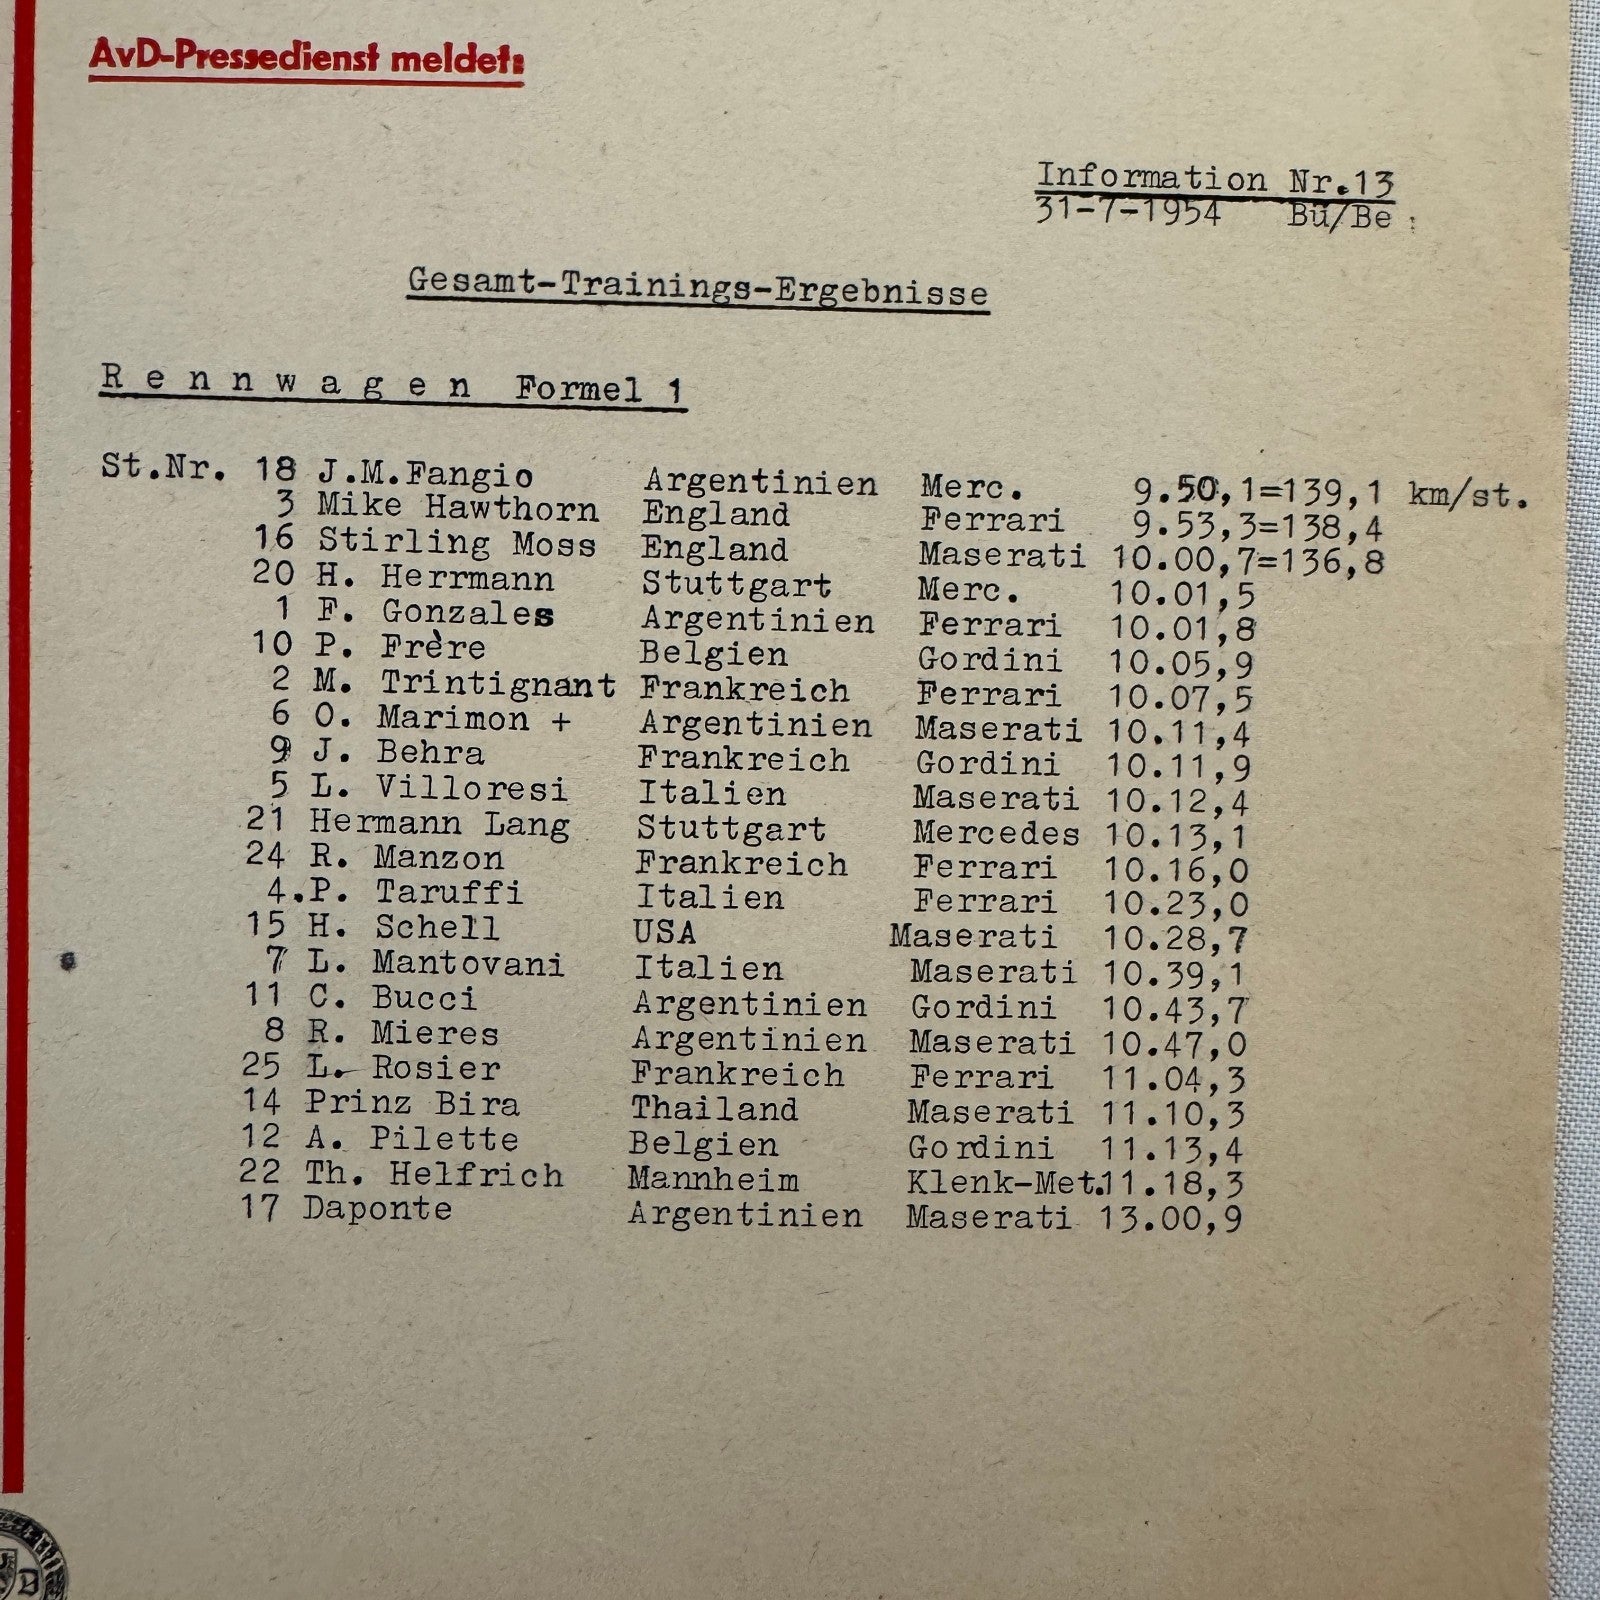 AvD-Pressedienst meldet:
Information Nr.13
31-7-1954 Bü/Be
Gesamt-Trainings-Ergebnisse
Rennwagen Formel 1
St.Nr. 18 J.M.Fangio Argentinien Merc. 9.50,1=139,1 km/st.
3 Mike Hawthorn England Ferrari 9.53,3=138,4
16 Stirling Moss England Maserati 10.00,7=136,8
20 H. Herrmann Stuttgart Merc. 10.01,5
1 F. Gonzales Argentinien Ferrari 10.01,8
10 P. Frère Belgien Gordini 10.05,9
2 M. Trintignant Frankreich Ferrari 10.07,5
6 O. Marimon + Argentinien Maserati 10.11,4
9 J. Behra Frankreich Gordini 10.11,9
5 L. Villoresi Italien Maserati 10.12,4
21 Hermann Lang Stuttgart Mercedes 10.13,1
24 R. Manzon Frankreich Ferrari 10.16,0
4.P. Taruffi Italien Ferrari 10.23,0
15 H. Schell USA Maserati 10.28,7
7 L. Mantovani Italien Maserati 10.39,1
11 C. Bucci Argentinien Gordini 10.43,7
8 R. Mieres Argentinien Maserati 10.47,0
25 L. Rosier Frankreich Ferrari 11.04,3
14 Prinz Bira Thailand Maserati 11.10,3
12 A. Pilette Belgien Gordini 11.13,4
22 Th. Helfrich Mannheim Klenk-Met.11.18,3
17 Daponte Argentinien Maserati 13.00,9
D